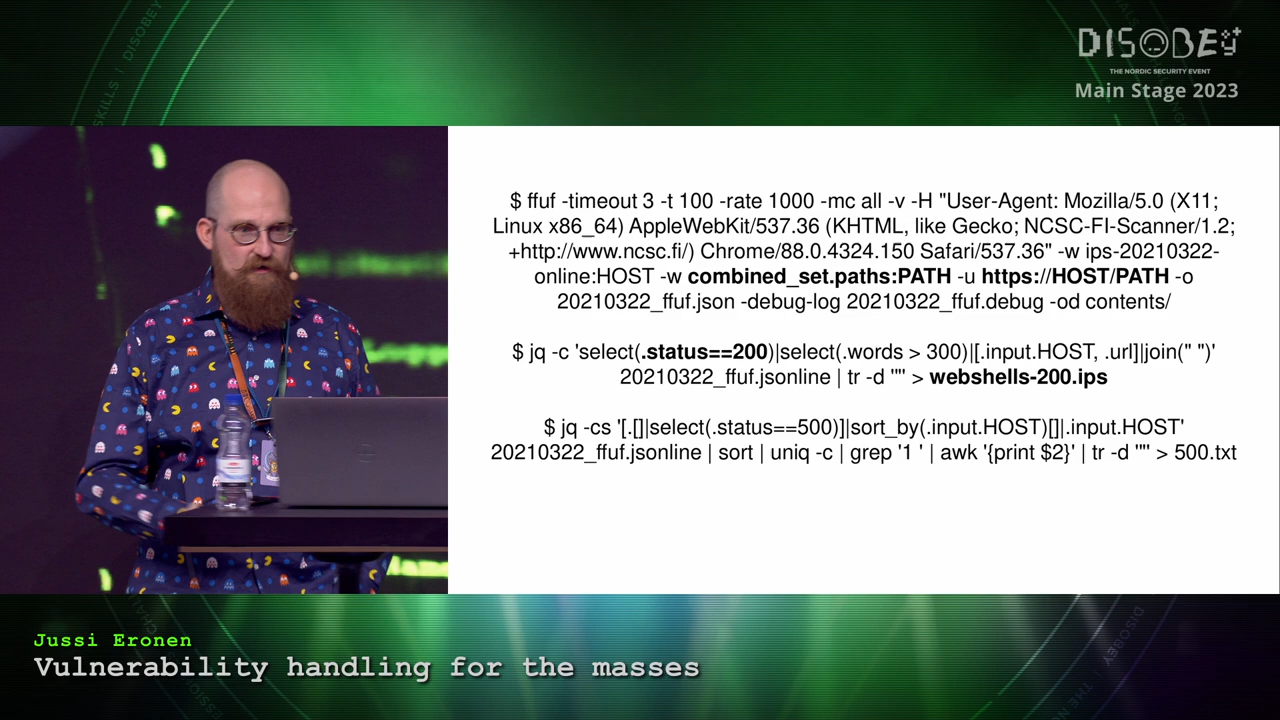 DISOBEY
THE NORDIC SECURITY EVENT
Main Stage 2023
$ ffuf -timeout 3 -t 100 -rate 1000 -mc all -v -H "User-Agent: Mozilla/5.0 (X11;
Linux x86_64) AppleWebKit/537.36 (KHTML, like Gecko; NCSC-FI-Scanner/1.2;
+http://www.ncsc.fi/) Chrome/88.0.4324.150 Safari/537.36" -w ips-20210322-
online:HOST -w combined_set.paths:PATH -u https://HOST/PATH -o
20210322_ffuf.json -debug-log 20210322_ffuf.debug -od contents/
$ jq -c 'select(.status==200)|select(.words > 300)|[.input.HOST, .url]|join(" ")'
20210322_ffuf.jsonline | tr -d '"' > webshells-200.ips
$ jq -cs '[.[]|select(.status==500)]|sort_by(.input.HOST)[]|.input.HOST'
20210322_ffuf.jsonline | sort | uniq -c | grep '1 ' | awk '{print $2}' | tr -d '"' > 500.txt
Jussi Eronen
Vulnerability handling for the masses